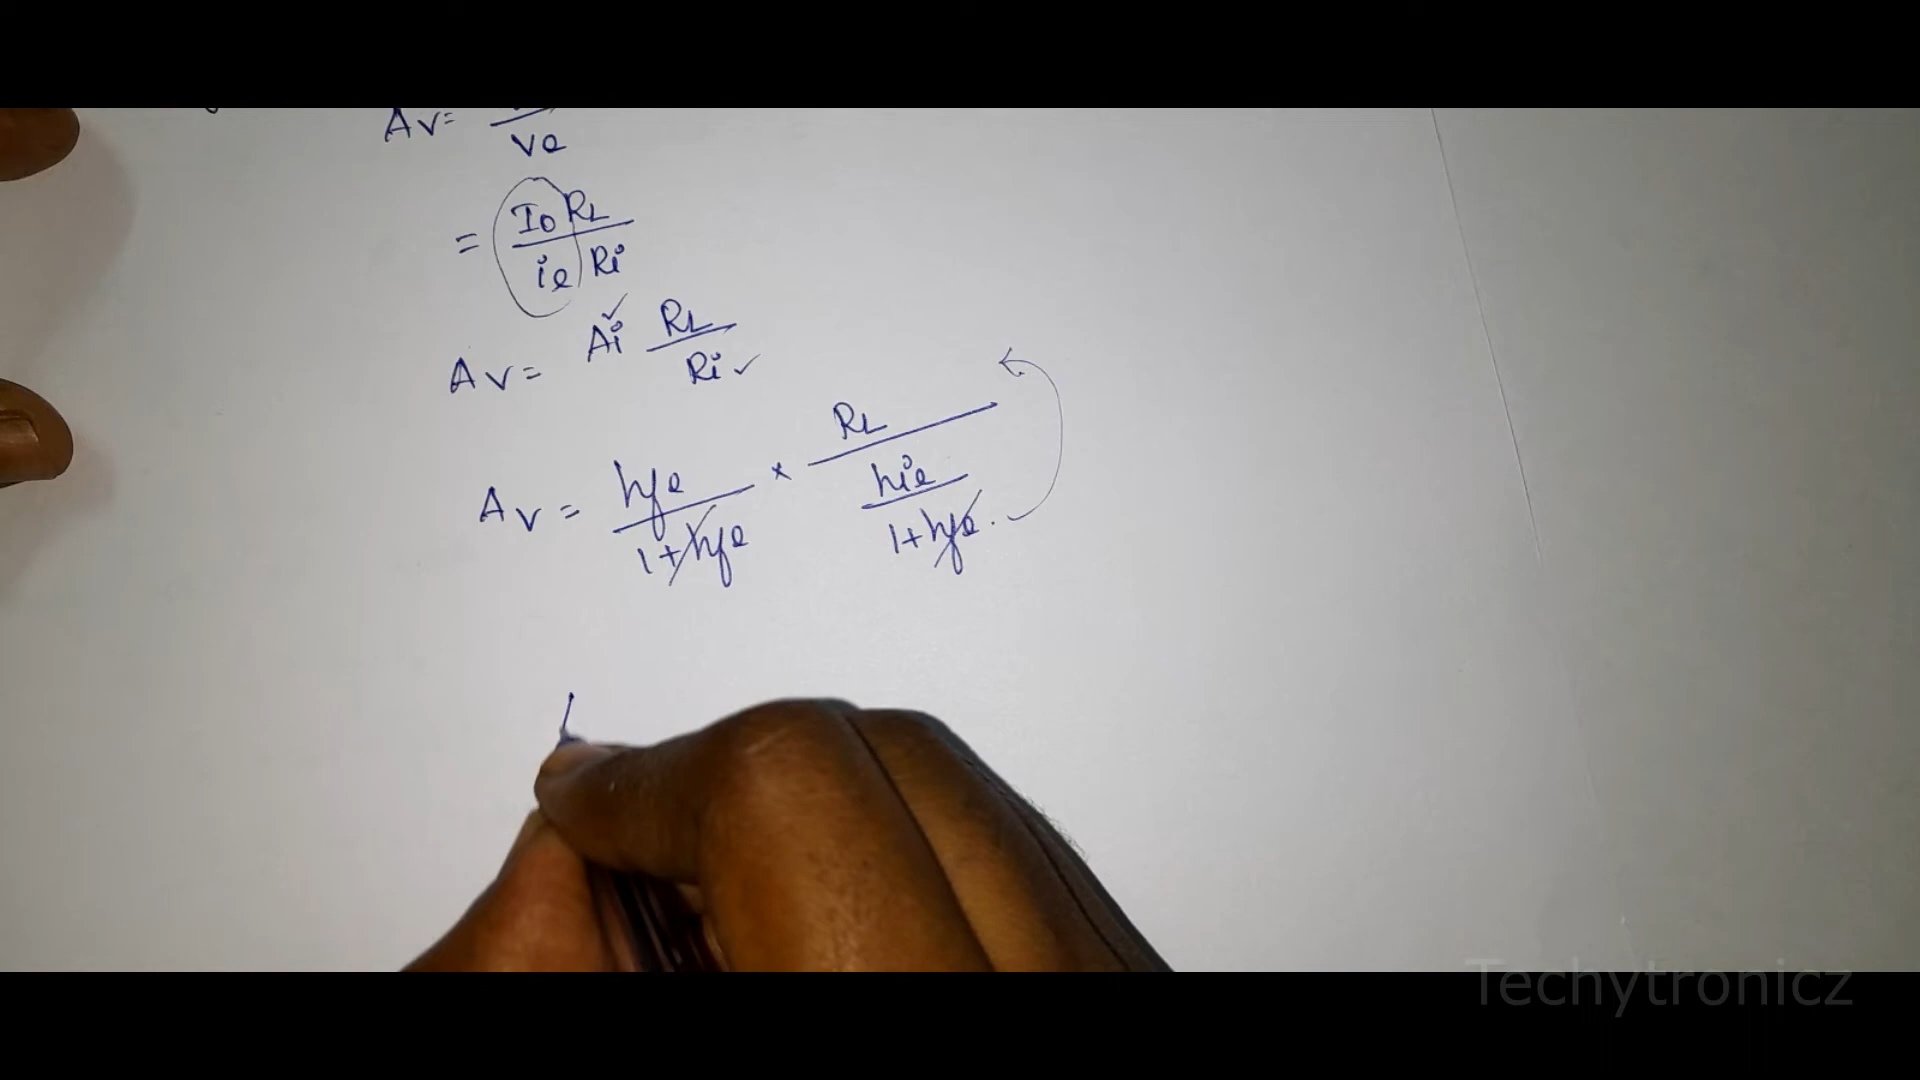 Av= / ve
= Io RL / ie Ri
Av= Ai RL / Ri
Av = hfe / 1+hfe × RL / hie / 1+hfe.
Techytronicz